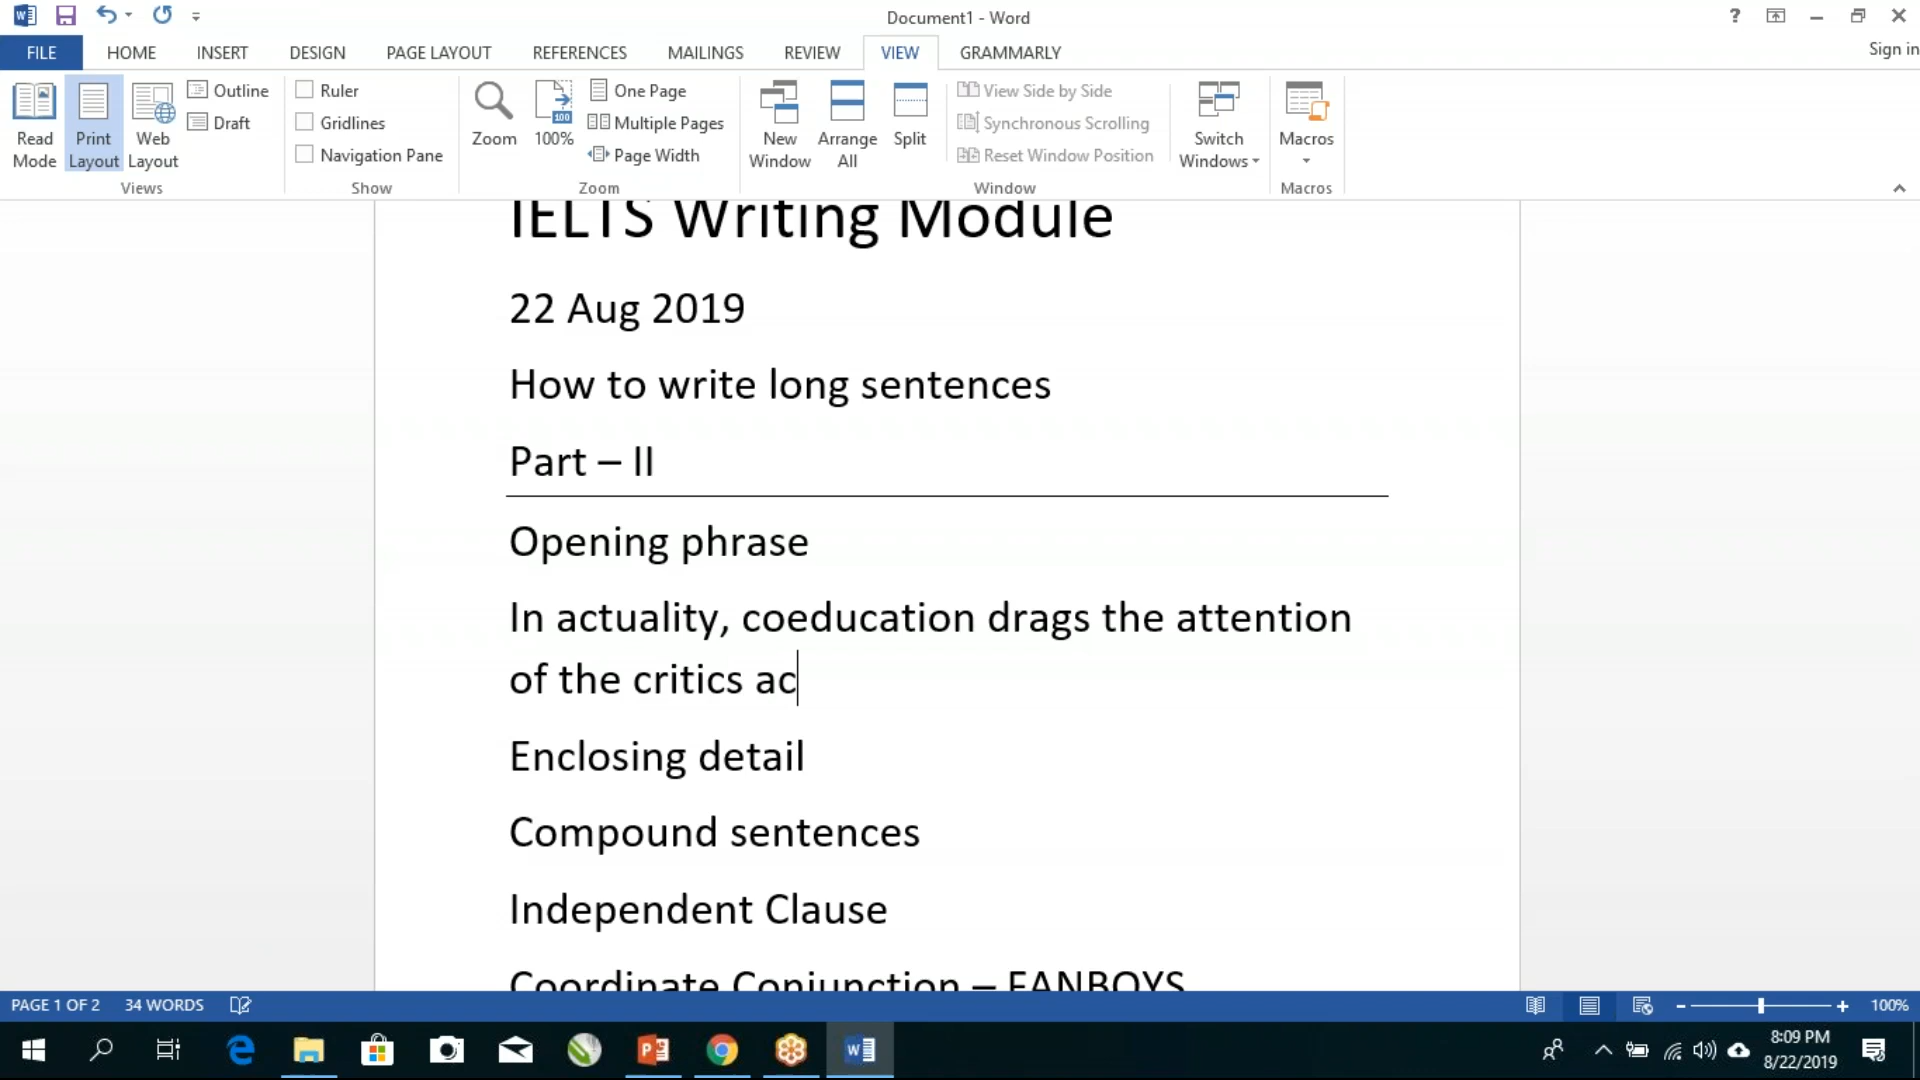 Document1 - Word
?
FILE HOME INSERT DESIGN PAGE LAYOUT REFERENCES MAILINGS REVIEW VIEW GRAMMARLY Sign in
Read Mode
Print Layout
Web Layout
Outline
Draft
Views
Ruler
Gridlines
Navigation Pane
Show
Zoom
100
100%
One Page
Multiple Pages
Page Width
Zoom
New Window
Arrange All
Split
View Side by Side
Synchronous Scrolling
Reset Window Position
Window
Switch Windows
Macros
Macros
IELTS Writing Module
22 Aug 2019
How to write long sentences
Part – II
Opening phrase
In actuality, coeducation drags the attention
of the critics ac
Enclosing detail
Compound sentences
Independent Clause
Coordinate Conjunction – FANBOYS
PAGE 1 OF 2 34 WORDS 100%
8:09 PM
8/22/2019